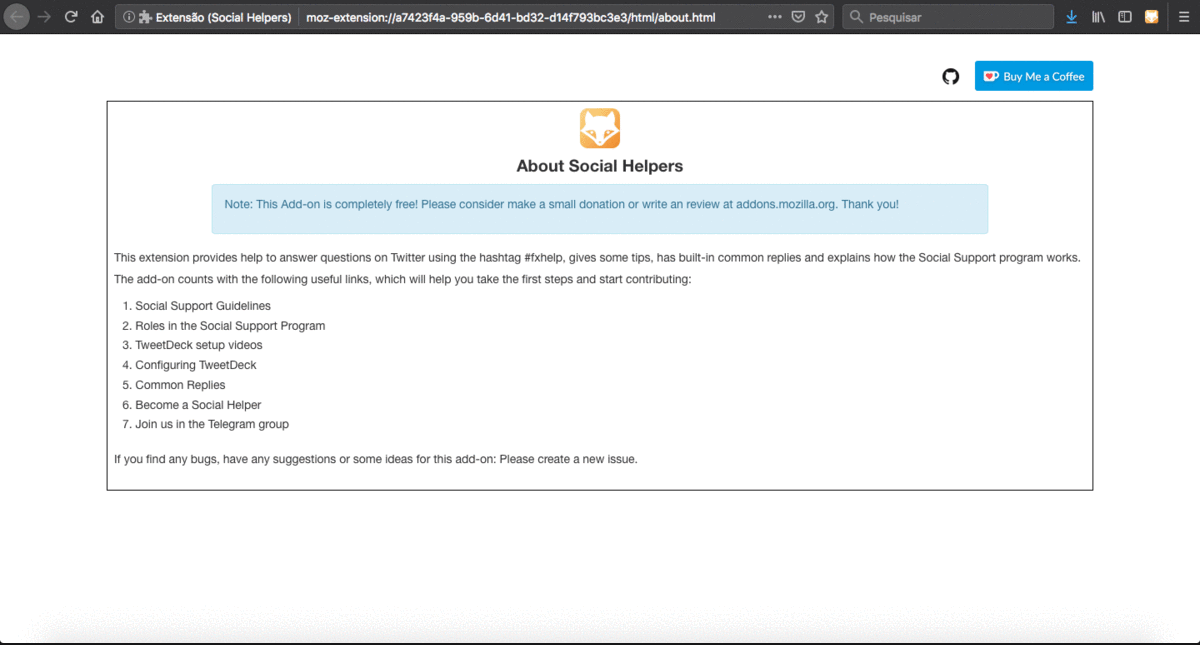 Extensão (Social Helpers) moz-extension://a7423f4a-959b-6d41-bd32-d14f793bc3e3/html/about.html Pesquisar
Buy Me a Coffee
About Social Helpers
Note: This Add-on is completely free! Please consider make a small donation or write an review at addons.mozilla.org. Thank you!
This extension provides help to answer questions on Twitter using the hashtag #fxhelp, gives some tips, has built-in common replies and explains how the Social Support program works.
The add-on counts with the following useful links, which will help you take the first steps and start contributing:
1. Social Support Guidelines
2. Roles in the Social Support Program
3. TweetDeck setup videos
4. Configuring TweetDeck
5. Common Replies
6. Become a Social Helper
7. Join us in the Telegram group
If you find any bugs, have any suggestions or some ideas for this add-on: Please create a new issue.